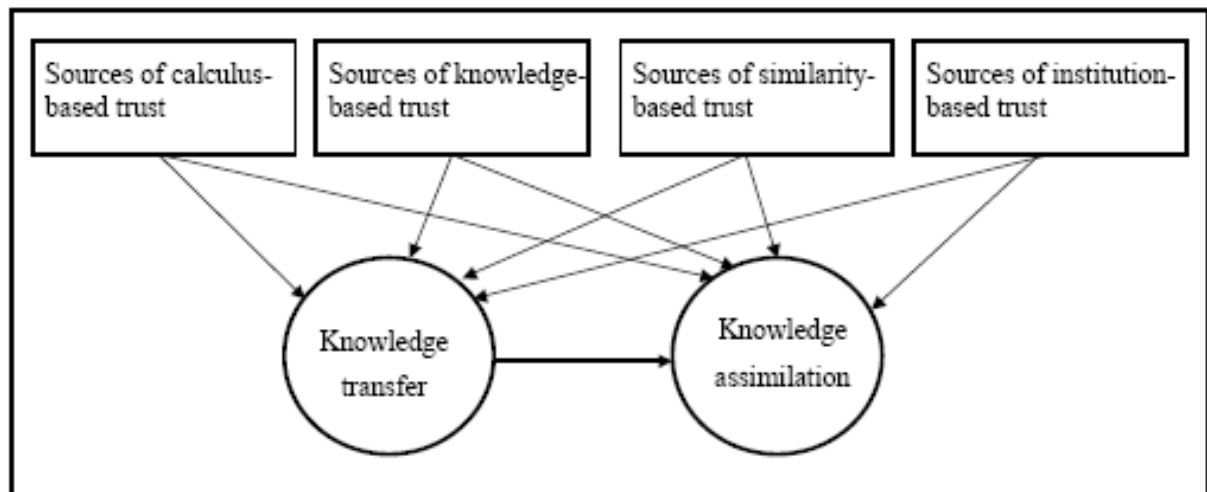 Sources of calculus-
based trust
Sources of knowledge-
based trust
Sources of similarity-
based trust
Sources of institution-
based trust
Knowledge
transfer
Knowledge
assimilation